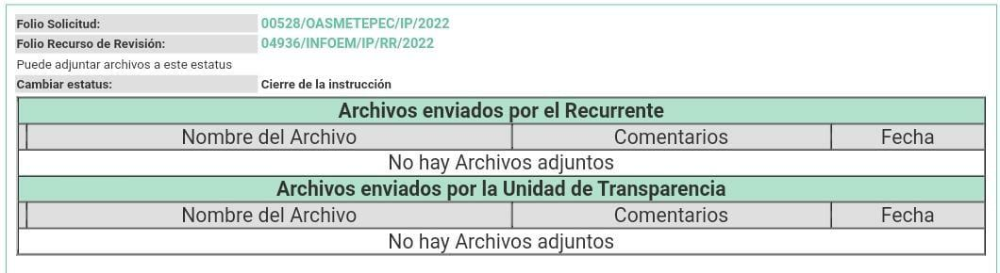 Folio Solicitud: 00528/OASMETEPEC/IP/2022
Folio Recurso de Revisión: 04936/INFOEM/IP/RR/2022
Puede adjuntar archivos a este estatus
Cambiar estatus: Cierre de la instrucción
Archivos enviados por el Recurrente
Nombre del Archivo Comentarios Fecha
No hay Archivos adjuntos
Archivos enviados por la Unidad de Transparencia
Nombre del Archivo Comentarios Fecha
No hay Archivos adjuntos